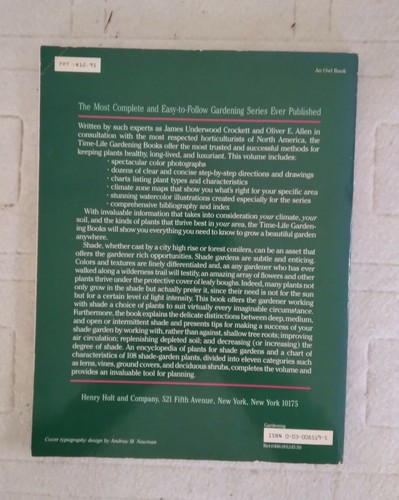 An Owl Book
The Most Complete and Easy-to-Follow Gardening Series Ever Published
Written by such experts as James Underwood Crockett and Oliver E. Allen in
consultation with the most respected horticulturists of North America, the
Time-Life Gardening Books offer the most trusted and successful methods for
keeping plants healthy, long-lived, and luxuriant. This volume includes:
· spectacular color photographs
· dozens of clear and concise step-by-step directions and drawings
· charts listing plant types and characteristics
· climate zone maps that show you what's right for your specific area
· stunning watercolor illustrations created especially for the series
· comprehensive bibliography and index
With invaluable information that takes into consideration your climate, your
soil, and the kinds of plants that thrive best in your area, the Time-Life Garden-
ing Books will show you everything you need to know to grow a beautiful garden
anywhere.
Shade, whether cast by a city high rise or forest conifers, can be an asset that
offers the gardener rich opportunities. Shade gardens are subtle and enticing.
Colors and textures are finely differentiated and, as any gardener who has ever
walked along a wilderness trail will testify, an amazing array of flowers and other
plants thrive under the protective cover of leafy boughs. Indeed, many plants not
only grow in the shade but actually prefer it, since their need is not for the sun
but for a certain level of light intensity. This book offers the gardener working
with shade a choice of plants to suit virtually every imaginable circumstance.
Furthermore, the book explains the delicate distinctions between deep, medium,
and open or intermittent shade and presents tips for making a success of your
shade garden by working with, rather than against, shallow tree roots; improving
air circulation; replenishing depleted soil; and decreasing (or increasing) the
degree of shade. An encyclopedia of plants for shade gardens and a chart of
characteristics of 108 shade-garden plants, divided into eleven categories such
as ferns, vines, ground covers, and deciduous shrubs, completes the volume and
provides an invaluable tool for planning.
Henry Holt and Company, 521 Fifth Avenue, New York, New York 10175
Gardening
ISBN 0-03-008519-5
Cover typography design by Andrew M. Newman